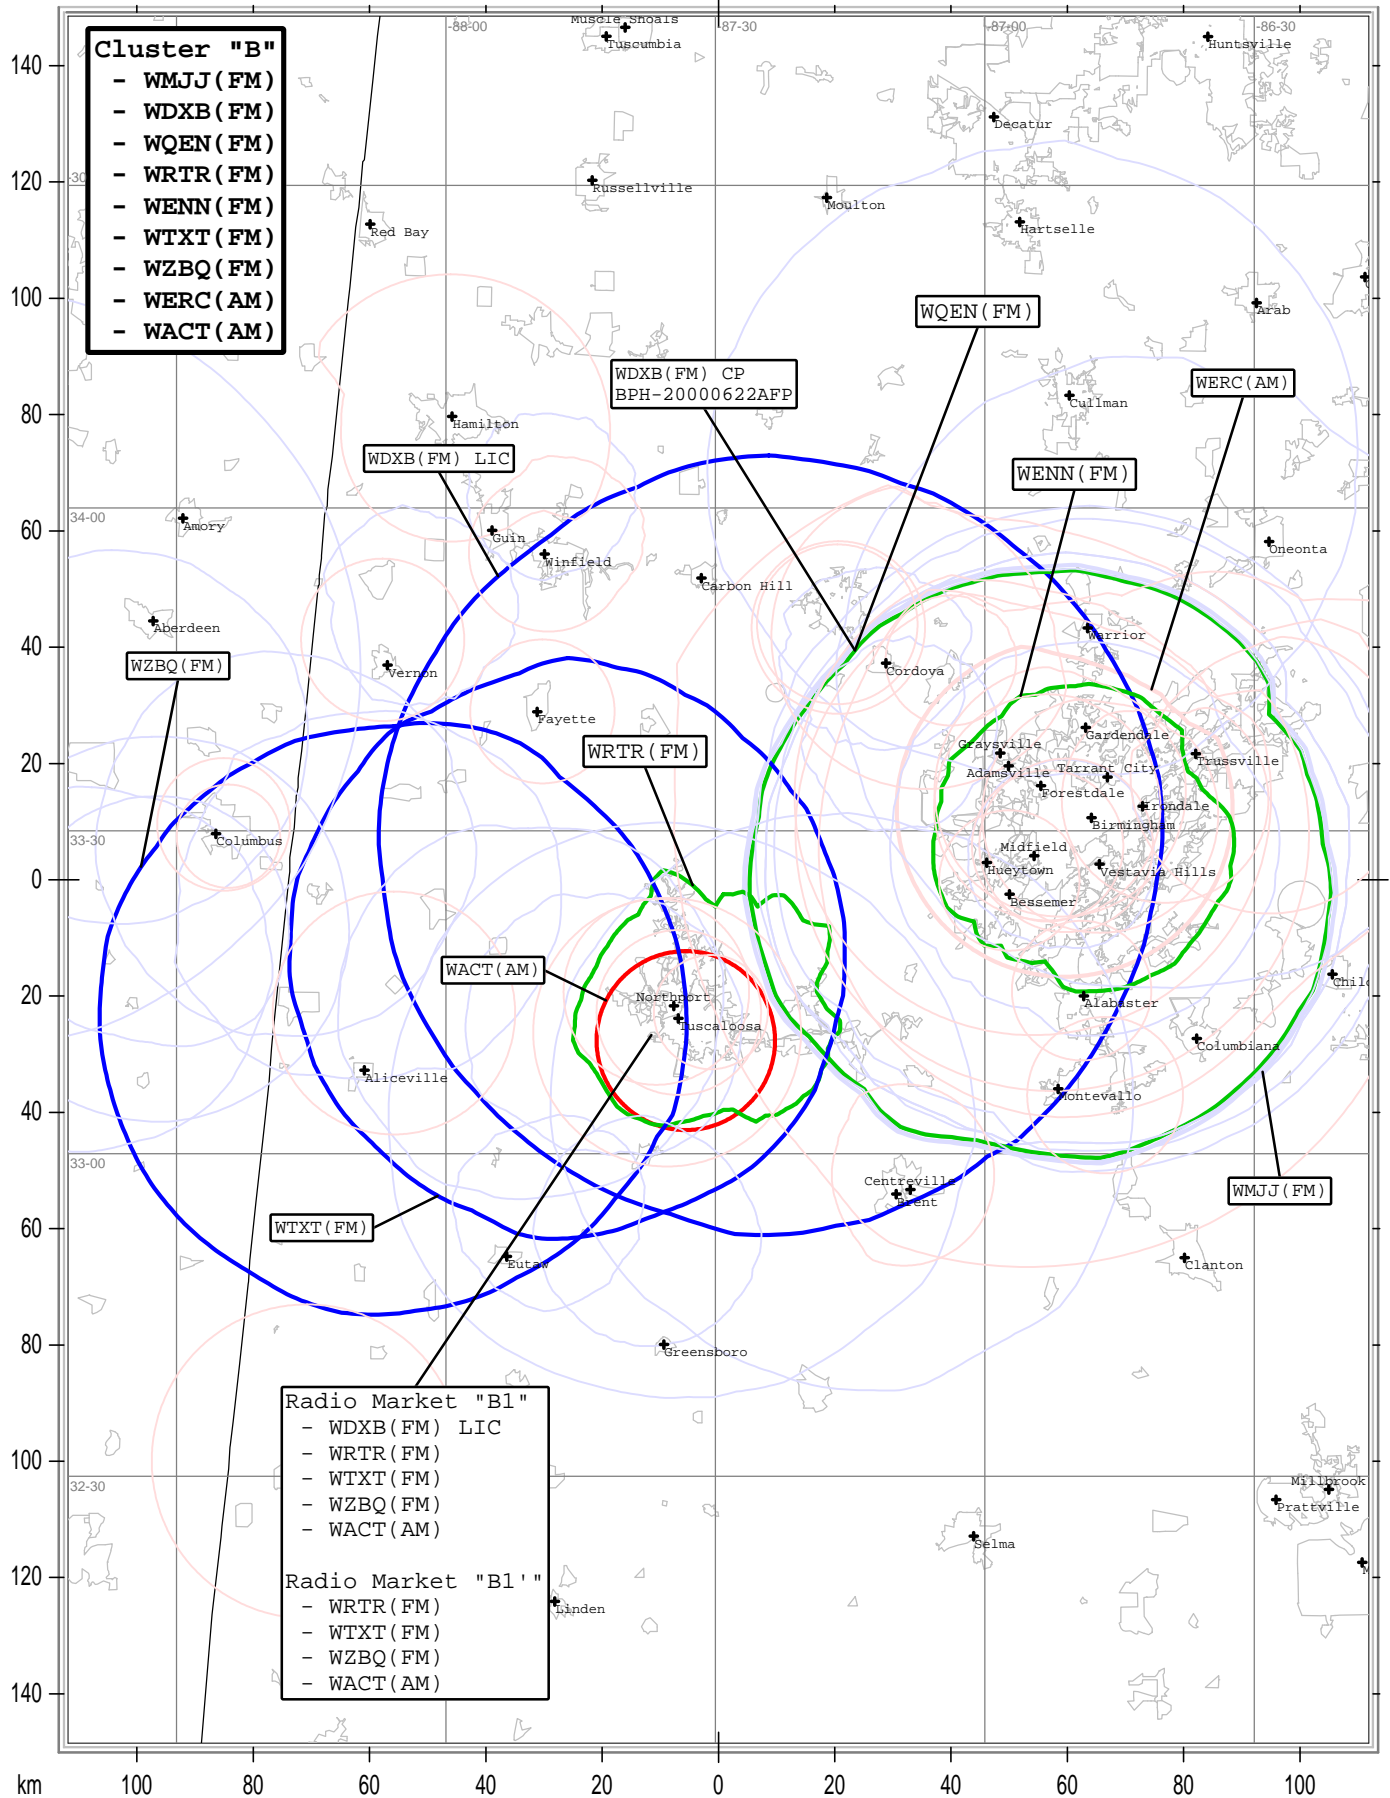 Cluster "B"
- WMJJ(FM)
- WDXB(FM)
- WQEN(FM)
- WRTR(FM)
- WENN(FM)
- WTXT(FM)
- WZBQ(FM)
- WERC(AM)
- WACT(AM)
-88-00
-87-30
-87-00
-86-30
Muscle Shoals
Tuscumbia
Huntsville
140
Decatur
120
-30
Russellville
Moulton
Red Bay
Hartselle
100
Arab
WQEN(FM)
WDXB(FM) CP
BPH-20000622AFP
WERC(AM)
80
Hamilton
Cullman
WDXB(FM) LIC
WENN(FM)
34-00
Amory
60
Guin
Winfield
Oneonta
Carbon Hill
Aberdeen
Warrior
40
WZBQ(FM)
Vernon
Cordova
Fayette
WRTR(FM)
Gardendale
Graysville
Trussville
20
Adamsville
Tarrant City
Forestdale
Irondale
Birmingham
33-30
Columbus
Midfield
0
Hueytown
Vestavia Hills
Bessemer
WACT(AM)
20
Northport
Tuscaloosa
Alabaster
Columbiana
Aliceville
Montevallo
40
33-00
Centreville
Brent
WMJJ(FM)
WTXT(FM)
60
Eutaw
Clanton
80
Greensboro
Radio Market "B1"
- WDXB(FM) LIC
- WRTR(FM)
- WTXT(FM)
- WZBQ(FM)
- WACT(AM)
Radio Market "B1'"
- WRTR(FM)
- WTXT(FM)
- WZBQ(FM)
- WACT(AM)
100
32-30
Millbrook
Prattville
Selma
120
Linden
140
km
100
80
60
40
20
0
20
40
60
80
100